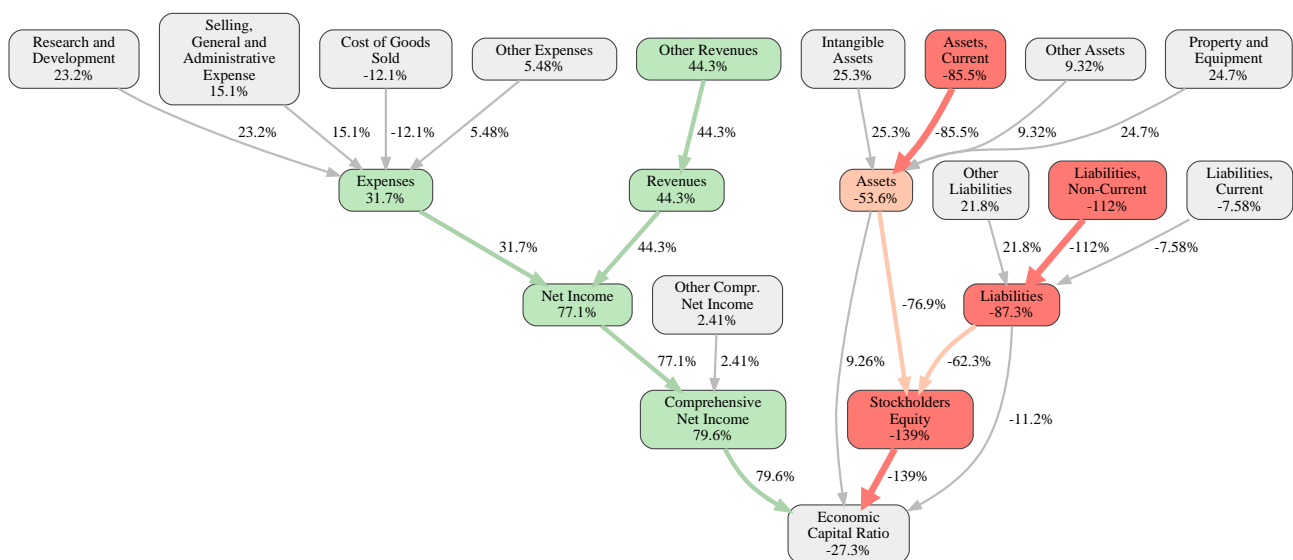 Research and
Development
23.2%
Selling,
General and
Administrative
Expense
15.1%
Cost of Goods
Sold
-12.1%
Other Expenses
5.48%
Other Revenues
44.3%
Intangible
Assets
25.3%
Assets,
Current
-85.5%
Other Assets
9.32%
Property and
Equipment
24.7%
23.2%
15.1%
-12.1%
5.48%
44.3%
25.3%
-85.5%
9.32%
24.7%
Expenses
31.7%
Revenues
44.3%
Assets
-53.6%
Other
Liabilities
21.8%
Liabilities,
Non-Current
-112%
Liabilities,
Current
-7.58%
31.7%
44.3%
21.8%
-112%
-7.58%
Net Income
77.1%
Other Compr.
Net Income
2.41%
-76.9%
Liabilities
-87.3%
77.1%
2.41%
9.26%
-62.3%
Comprehensive
Net Income
79.6%
Stockholders
Equity
-139%
-11.2%
79.6%
-139%
Economic
Capital Ratio
-27.3%